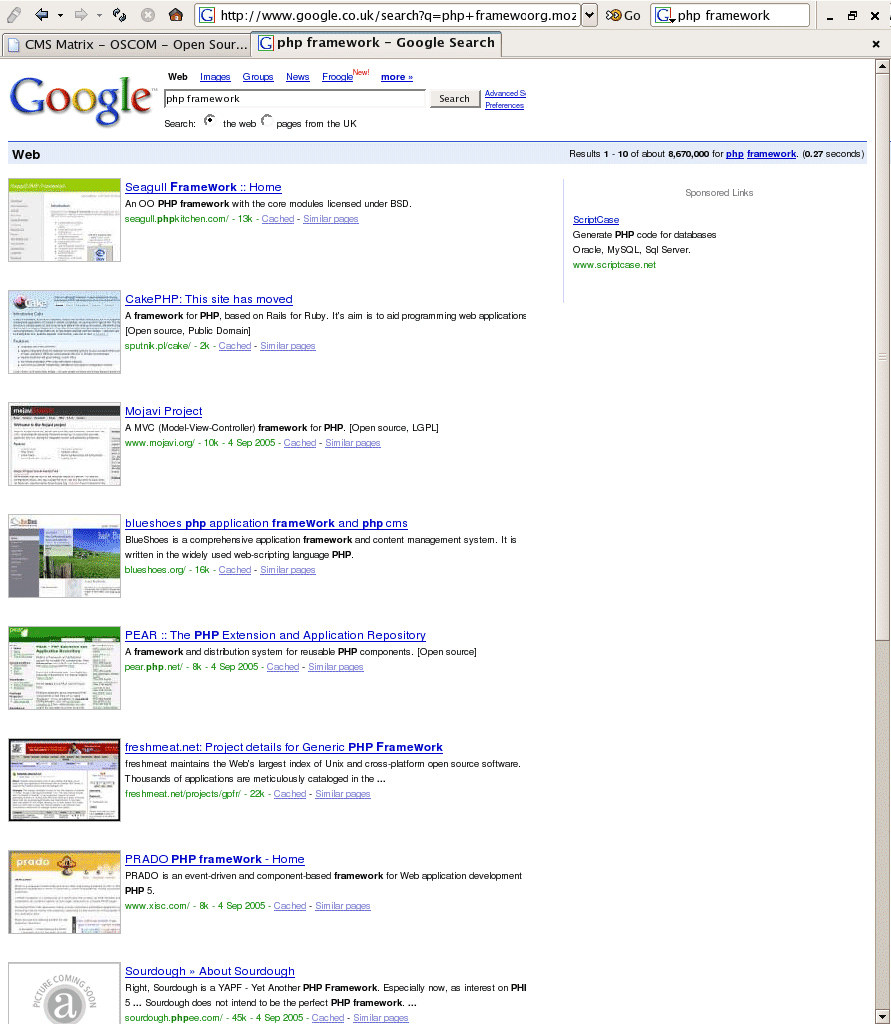 http://www.google.co.uk/search?q=php+framewcorg.moz
Go
php framework
CMS Matrix - OSCOM - Open Sour...
php framework - Google Search
Google™
Web Images Groups News Froogle New! more »
php framework
Search
Advanced Se
Preferences
Search: the web pages from the UK
Web
Results 1 - 10 of about 8,670,000 for php framework. (0.27 seconds)
Seagull Framework :: Home
An OO PHP framework with the core modules licensed under BSD.
seagull.phpkitchen.com/ - 13k - Cached - Similar pages
Sponsored Links
ScriptCase
Generate PHP code for databases
Oracle, MySQL, Sql Server.
www.scriptcase.net
CakePHP: This site has moved
A framework for PHP, based on Rails for Ruby. It's aim is to aid programming web applications
[Open source, Public Domain]
sputnik.pl/cake/ - 2k - Cached - Similar pages
Mojavi Project
A MVC (Model-View-Controller) framework for PHP. [Open source, LGPL]
www.mojavi.org/ - 10k - 4 Sep 2005 - Cached - Similar pages
blueshoes php application framework and php cms
BlueShoes is a comprehensive application framework and content management system. It is
written in the widely used web-scripting language PHP.
blueshoes.org/ - 16k - Cached - Similar pages
pear
PEAR :: The PHP Extension and Application Repository
A framework and distribution system for reusable PHP components. [Open source]
pear.php.net/ - 8k - 4 Sep 2005 - Cached - Similar pages
freshmeat.net: Project details for Generic PHP Framework
freshmeat maintains the Web's largest index of Unix and cross-platform open source software.
Thousands of applications are meticulously cataloged in the ...
freshmeat.net/projects/gpfr/ - 22k - Cached - Similar pages
prado
PRADO PHP framework - Home
PRADO is an event-driven and component-based framework for Web application development
PHP 5.
www.xisc.com/ - 8k - 4 Sep 2005 - Cached - Similar pages
PICTURE COMING SOON
a
Sourdough » About Sourdough
Right, Sourdough is a YAPF - Yet Another PHP Framework. Especially now, as interest on PHP
5 ... Sourdough does not intend to be the perfect PHP framework. ...
sourdough.phpee.com/ - 45k - 4 Sep 2005 - Cached - Similar pages